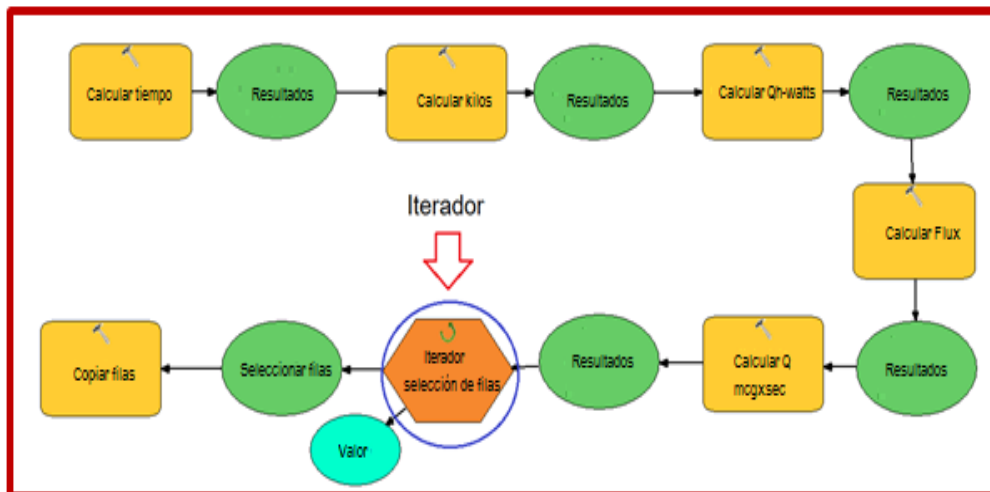 Calcular tiempo
Resultados
Calcular kilos
Resultados
Calcular Qh-watts
Resultados
Calcular Flux
Iterador
Copiar filas
Seleccionar filas
Iterador
selección de filas
Resultados
Calcular Q
mcgxsec
Resultados
Valor